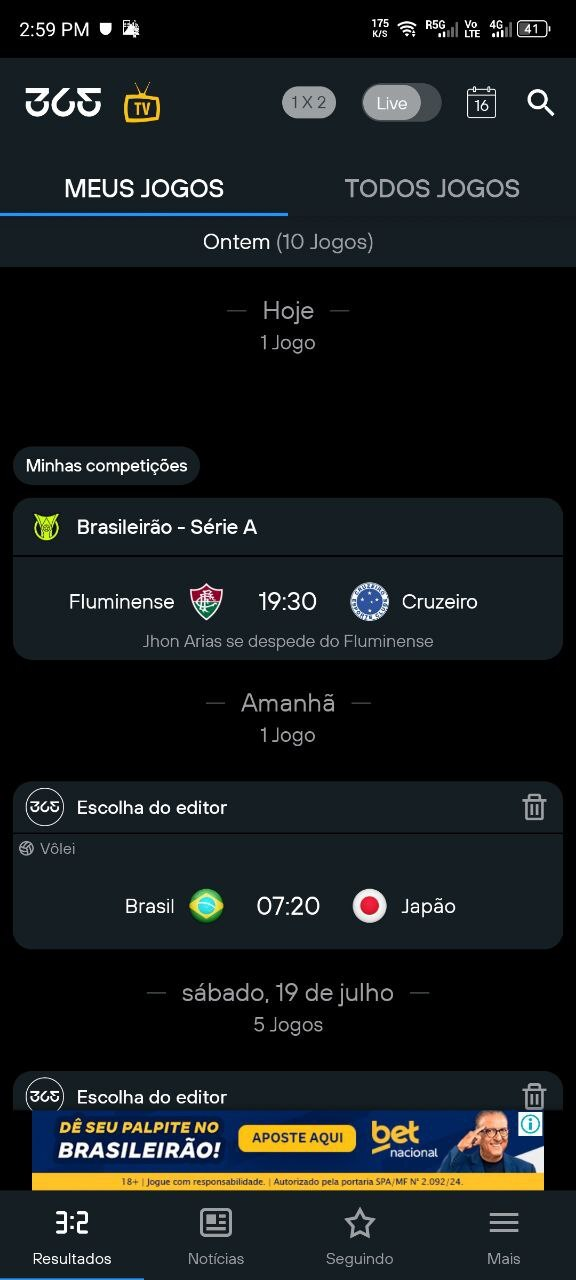 2:59 PM 175 K/S R5G Vo LTE 4G 41
365 TV 1 X 2 Live 16
MEUS JOGOS TODOS JOGOS
Ontem (10 Jogos)
Hoje
1 Jogo
Minhas competições
Brasileirão - Série A
Fluminense 19:30 Cruzeiro
Jhon Arias se despede do Fluminense
Amanhã
1 Jogo
365 Escolha do editor
Vôlei
Brasil 07:20 Japão
sábado, 19 de julho
5 Jogos
365 Escolha do editor
DÊ SEU PALPITE NO
BRASILEIRÃO!
APOSTE AQUI
bet
nacional
18+ | Jogue com responsabilidade. | Autorizado pela portaria SPA/MF N° 2.092/24.
3:2
Resultados Notícias Seguindo Mais